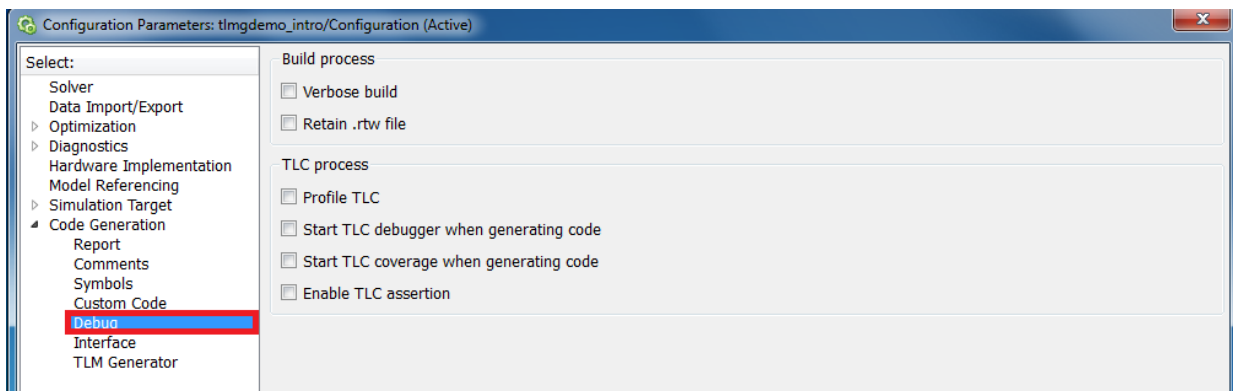 Configuration Parameters: tlmgdemo_intro/Configuration (Active)
Select:
Solver
Data Import/Export
Optimization
Diagnostics
Hardware Implementation
Model Referencing
Simulation Target
Code Generation
Report
Comments
Symbols
Custom Code
Debug
Interface
TLM Generator
Build process
Verbose build
Retain .rtw file
TLC process
Profile TLC
Start TLC debugger when generating code
Start TLC coverage when generating code
Enable TLC assertion